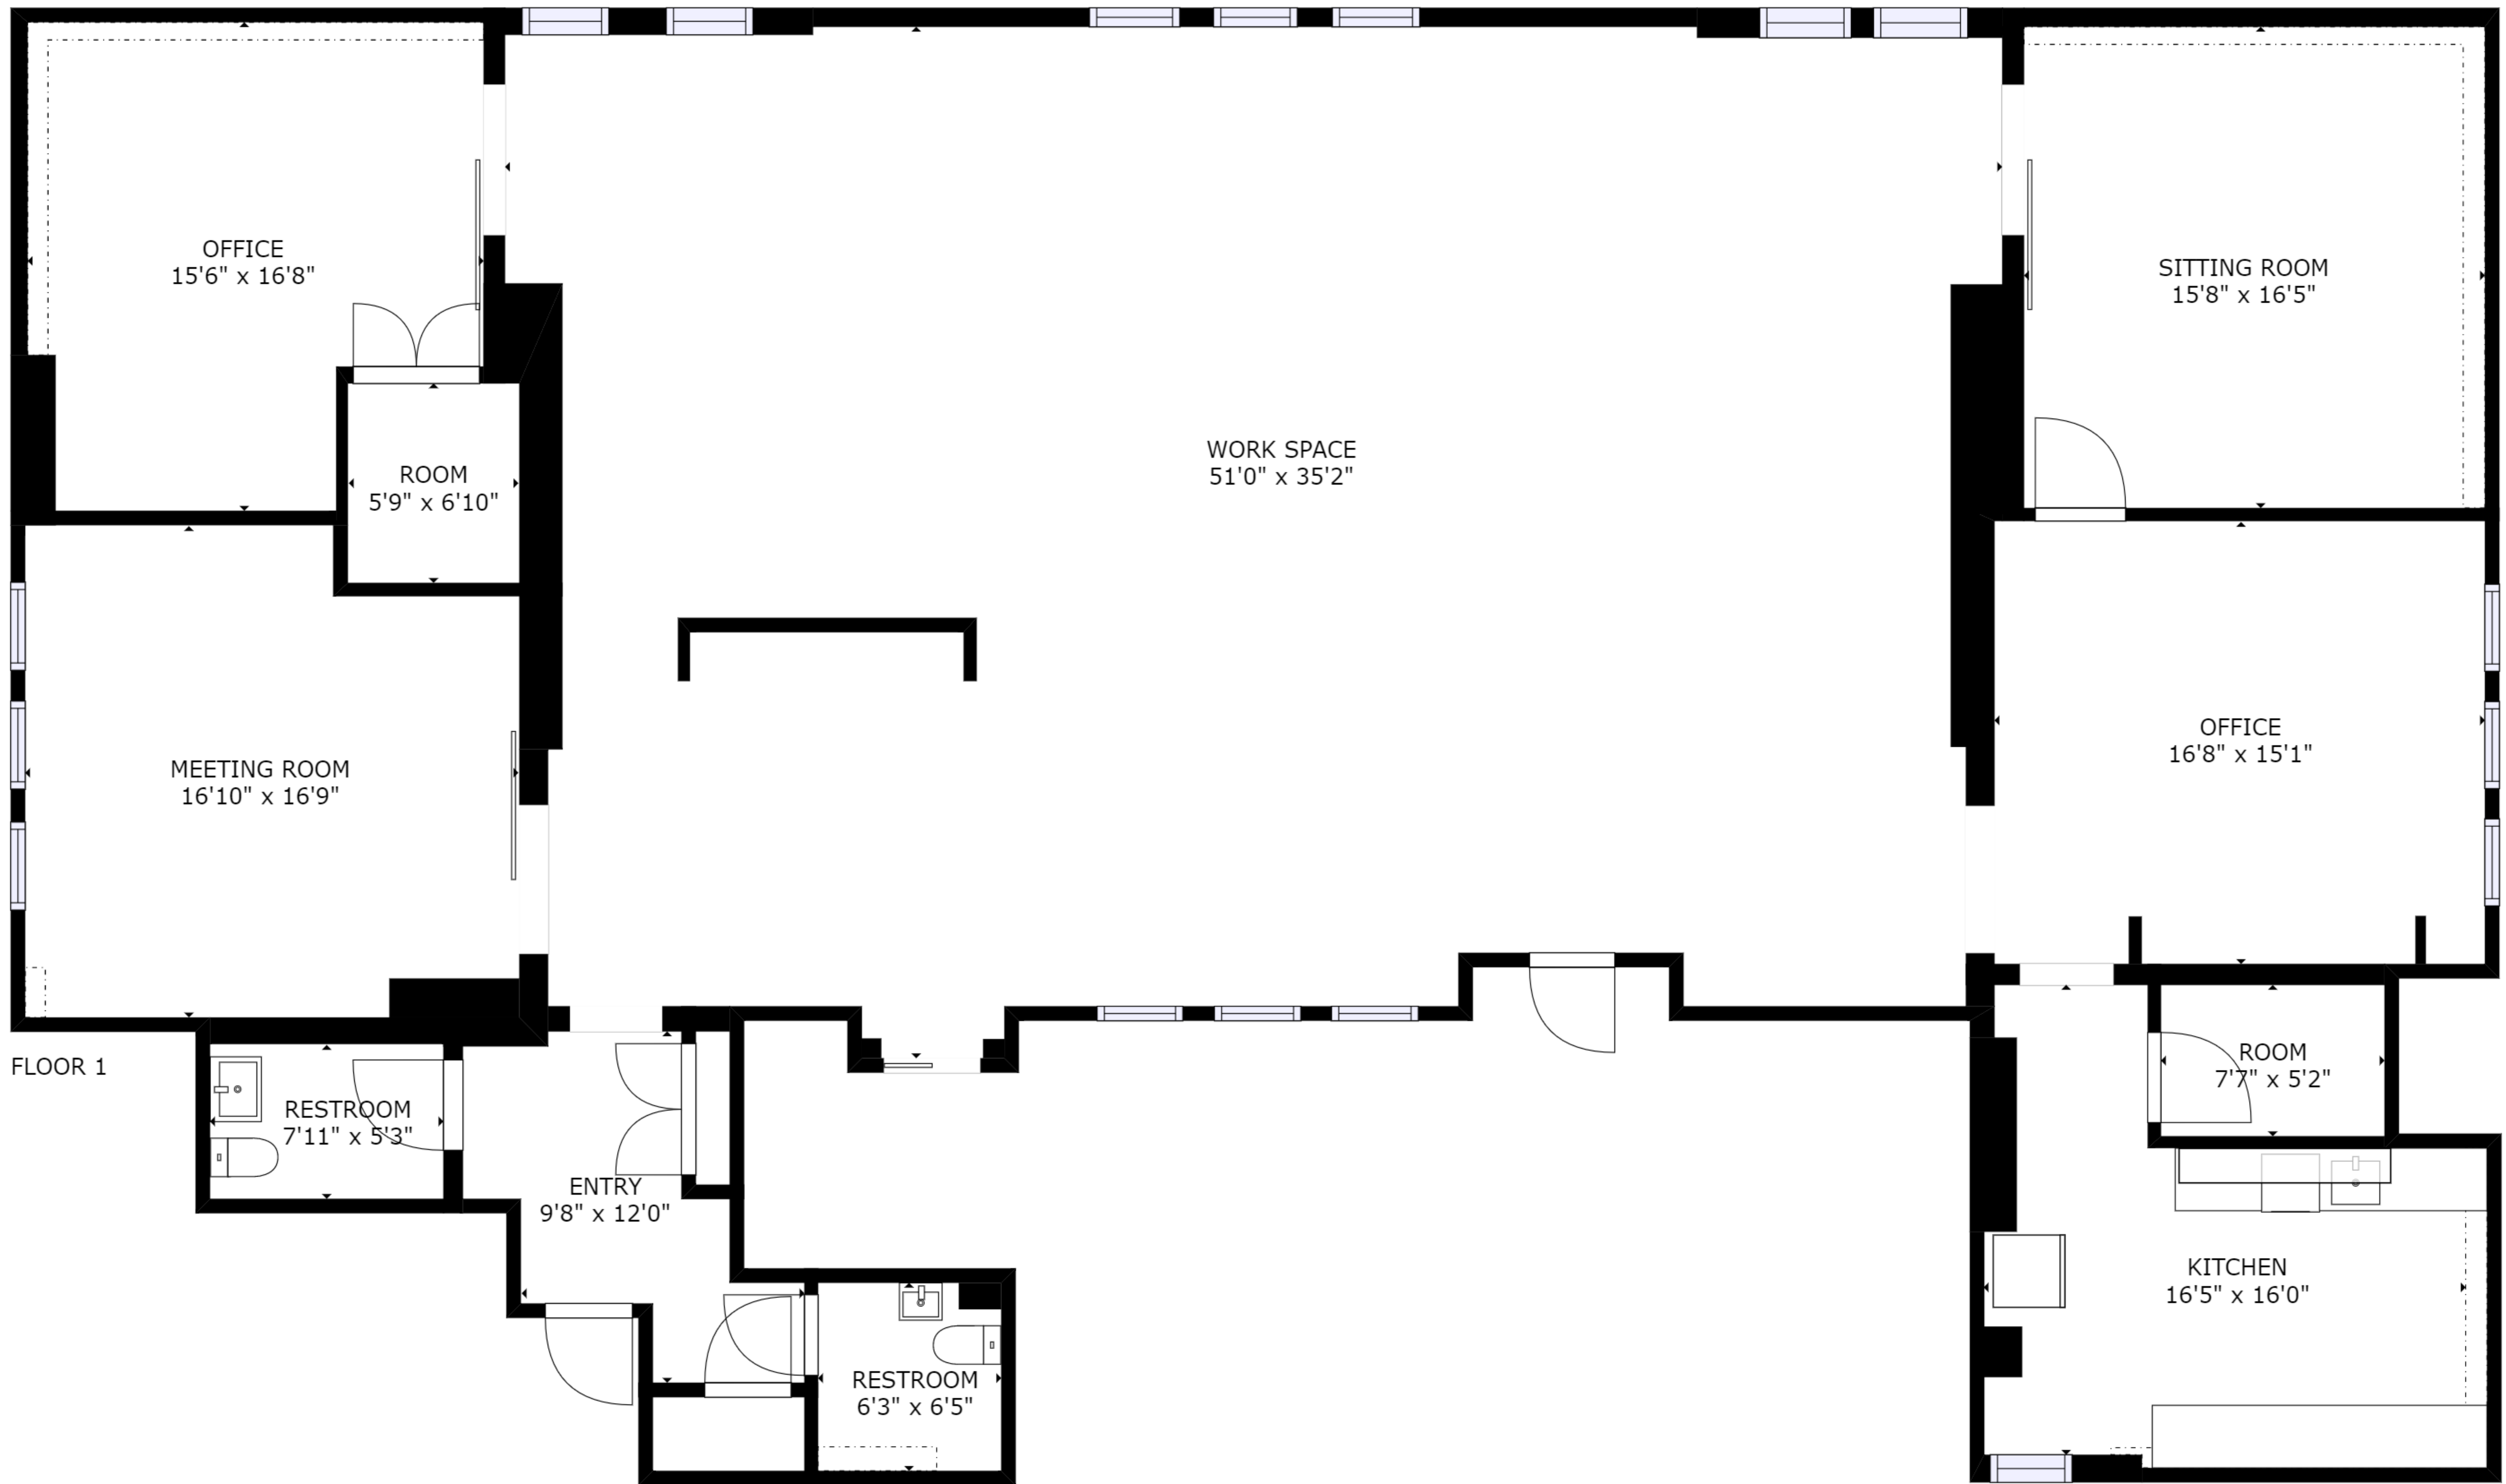 OFFICE
15'6" x 16'8"
SITTING ROOM
15'8" x 16'5"
WORK SPACE
51'0" x 35'2"
ROOM
5'9" x 6'10"
OFFICE
16'8" x 15'1"
MEETING ROOM
16'10" x 16'9"
FLOOR 1
ROOM
7'7" x 5'2"
RESTROOM
7'11" x 5'3"
ENTRY
9'8" x 12'0"
KITCHEN
16'5" x 16'0"
RESTROOM
6'3" x 6'5"